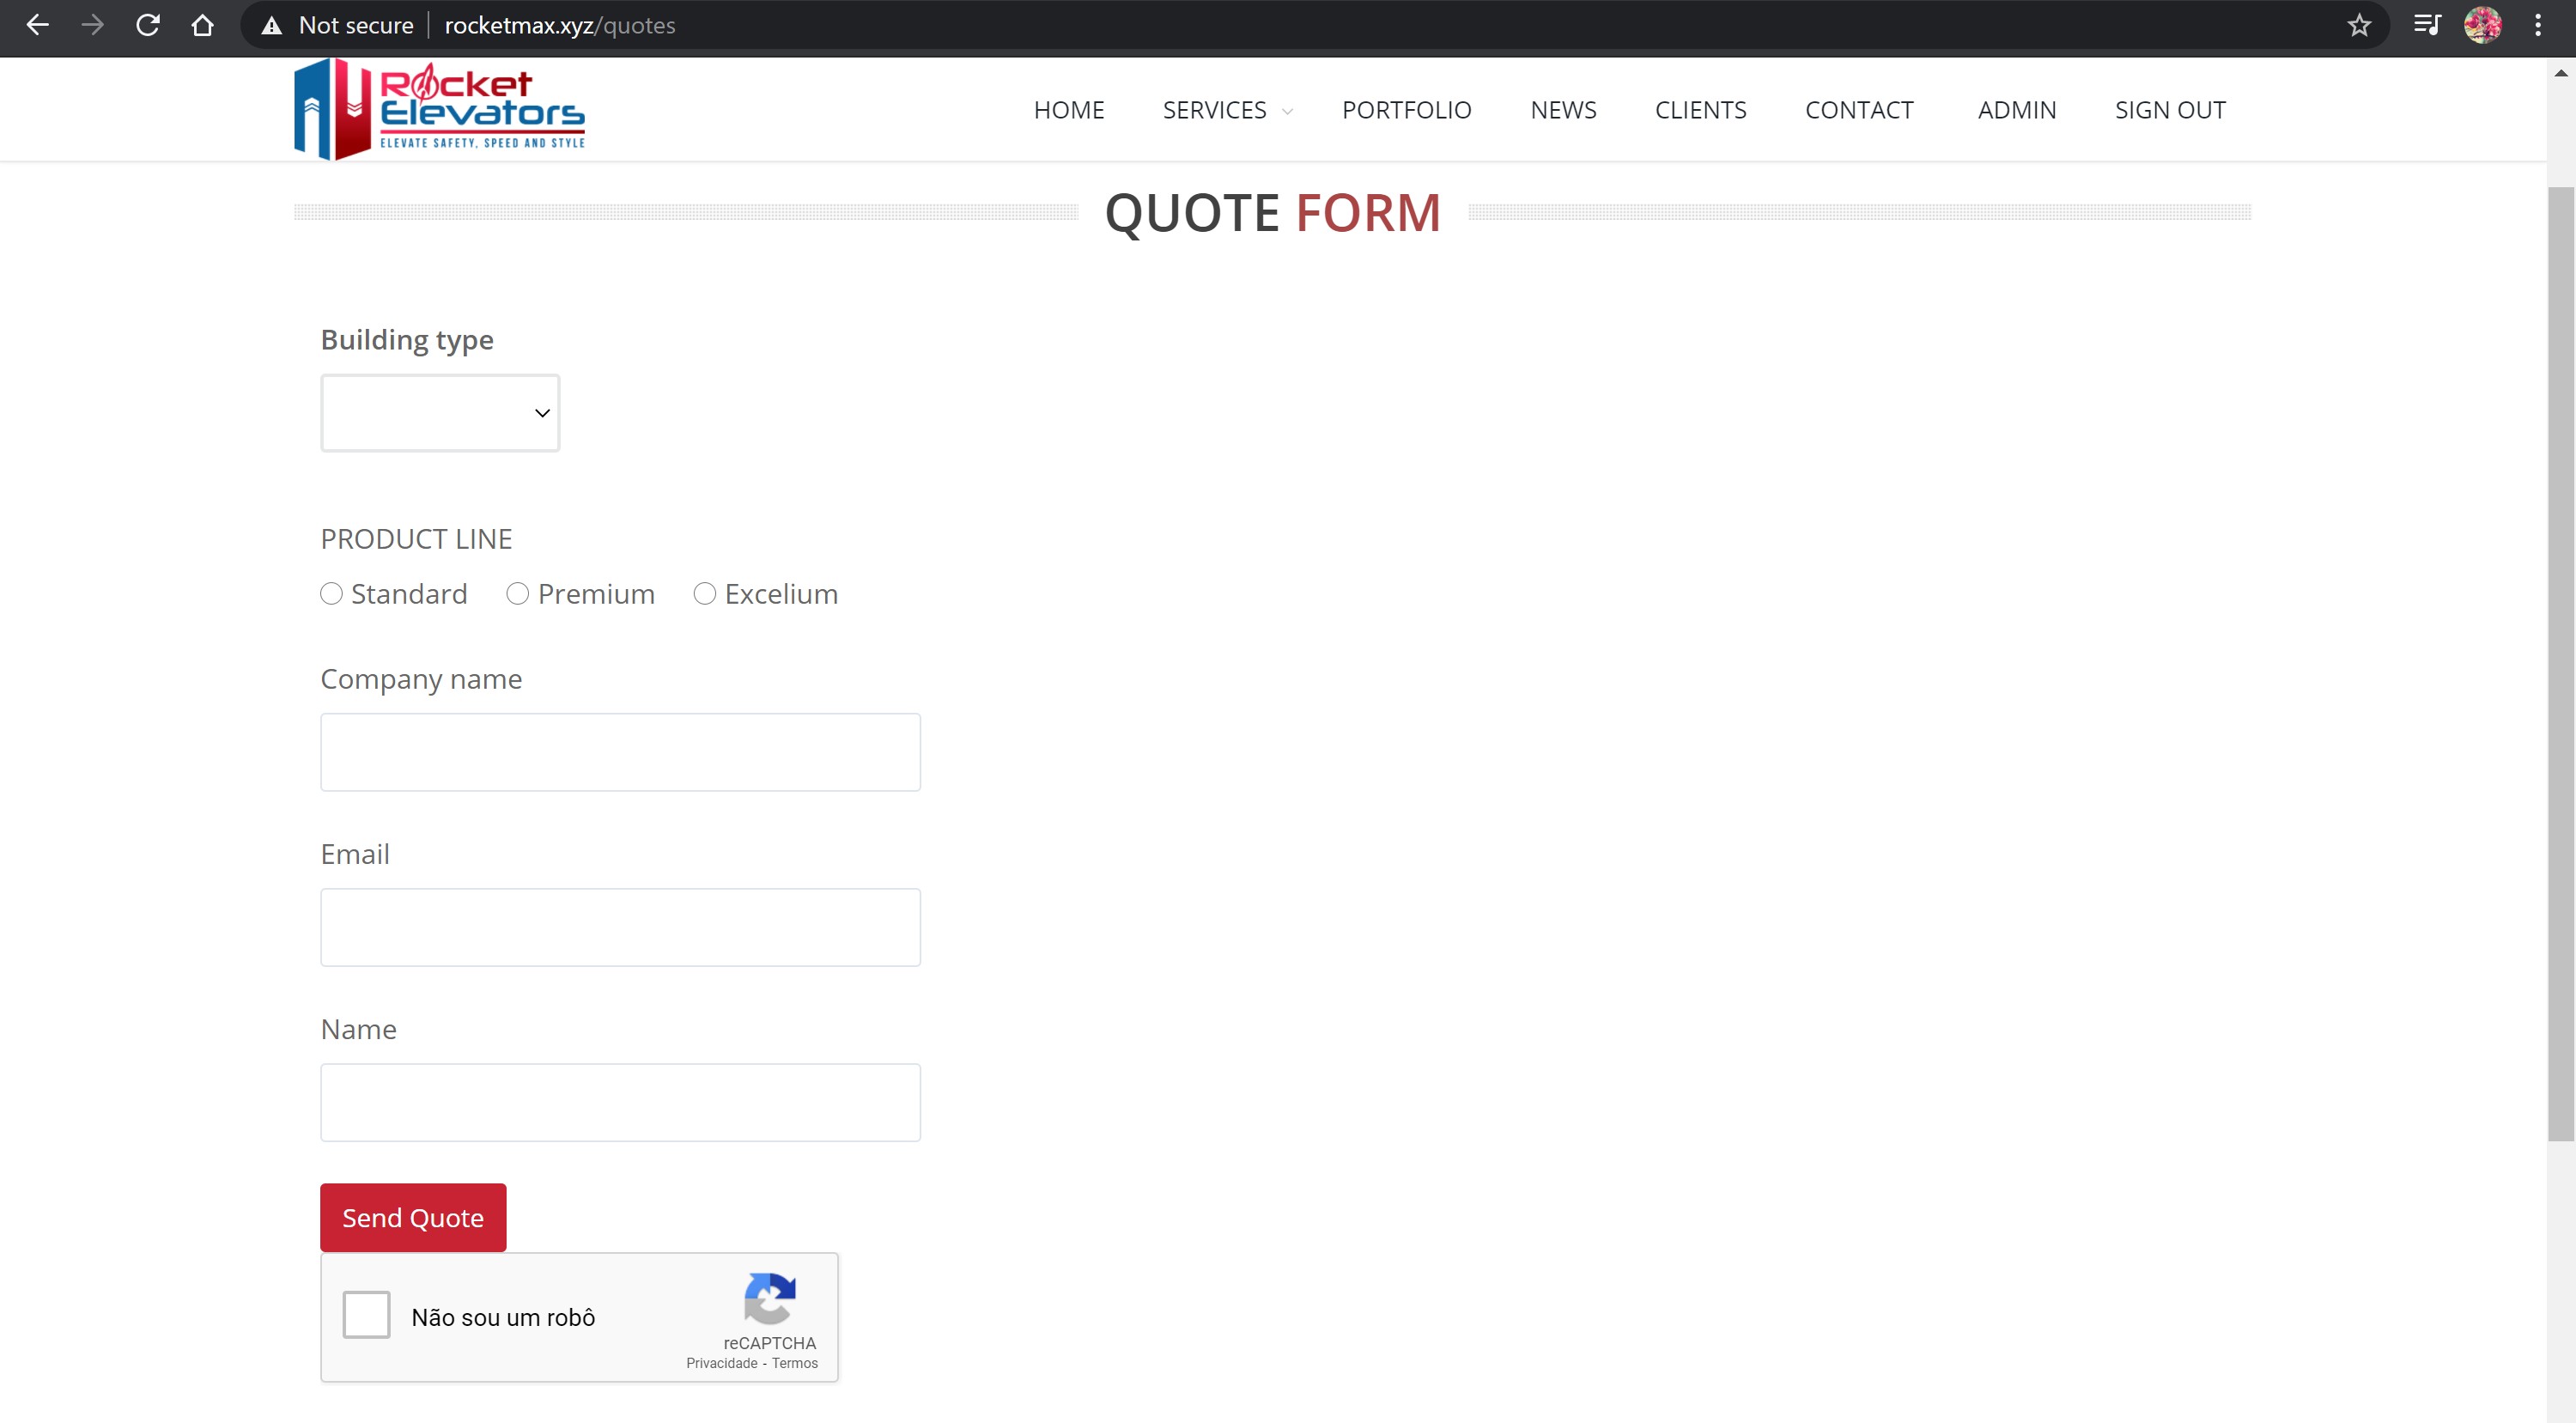 Not secure | rocketmax.xyz/quotes
Rocket
Elevators
ELEVATE SAFETY, SPEED AND STYLE
HOME SERVICES PORTFOLIO NEWS CLIENTS CONTACT ADMIN SIGN OUT
QUOTE FORM
Building type
PRODUCT LINE
Standard Premium Excelium
Company name
Email
Name
Send Quote
Não sou um robô
reCAPTCHA
Privacidade - Termos